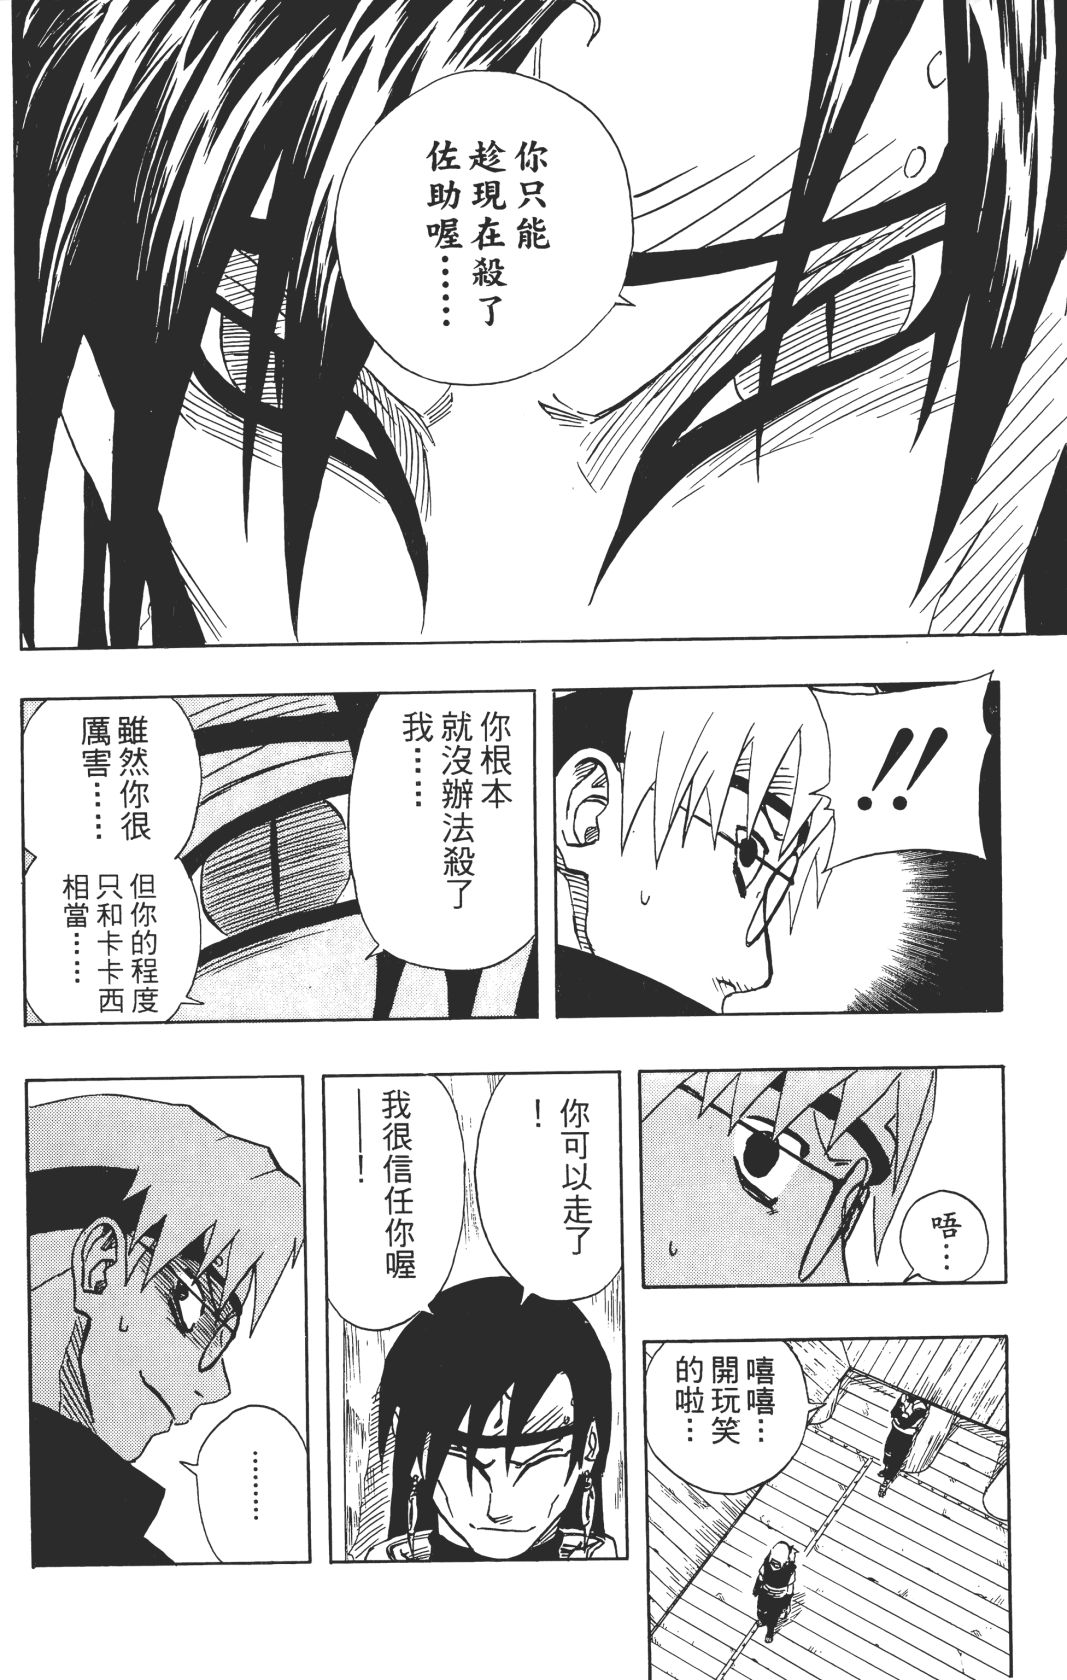 你只能
趁現在殺了
佐助喔……
!!
你根本
就沒辦法殺了
我……
雖然你很
厲害……
但你的程度
只和卡卡西
相當……
唔…
嘻嘻…
開玩笑
的啦…
你可以走了
！
我很信任你喔
——！
………